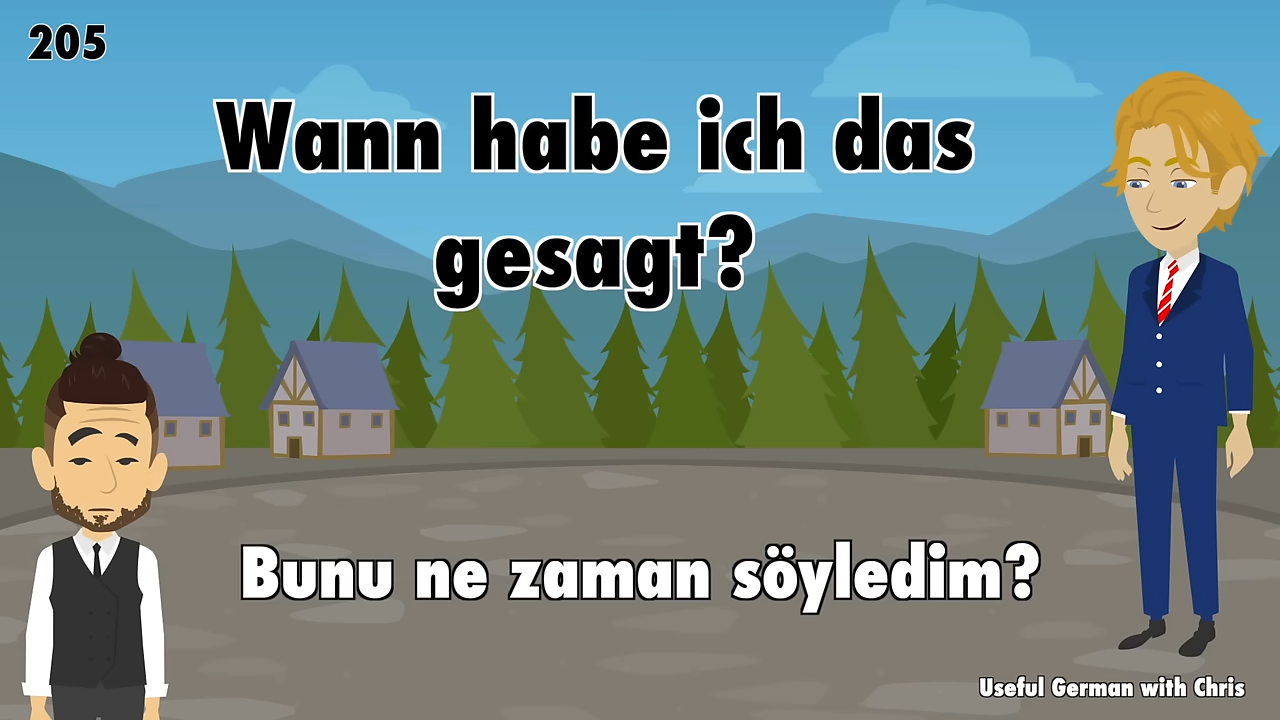 205
Wann habe ich das
gesagt?
Bunu ne zaman söyledim?
Useful German with Chris